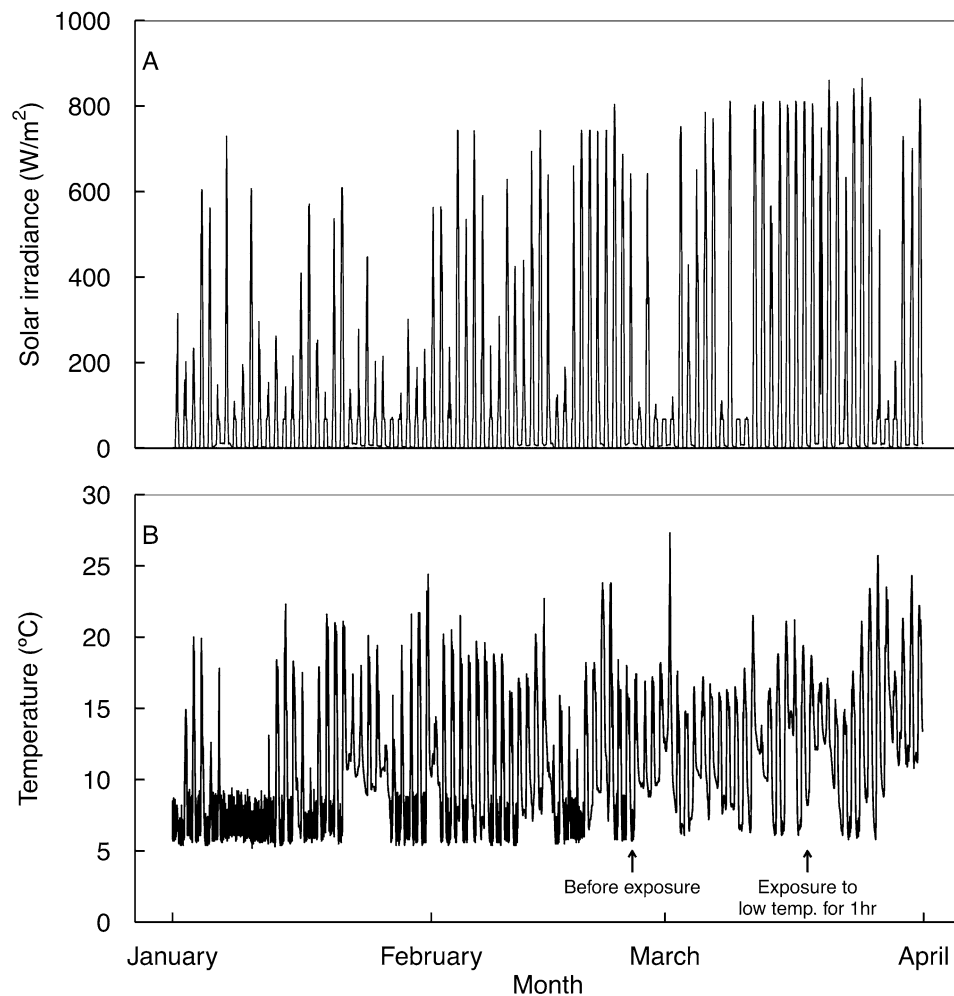 1000
A
800
600
400
200
0
Solar irradiance (W/m2)
30
B
25
20
15
10
5
0
Temperature (°C)
Before exposure
Exposure to
low temp. for 1hr
January
February
March
April
Month